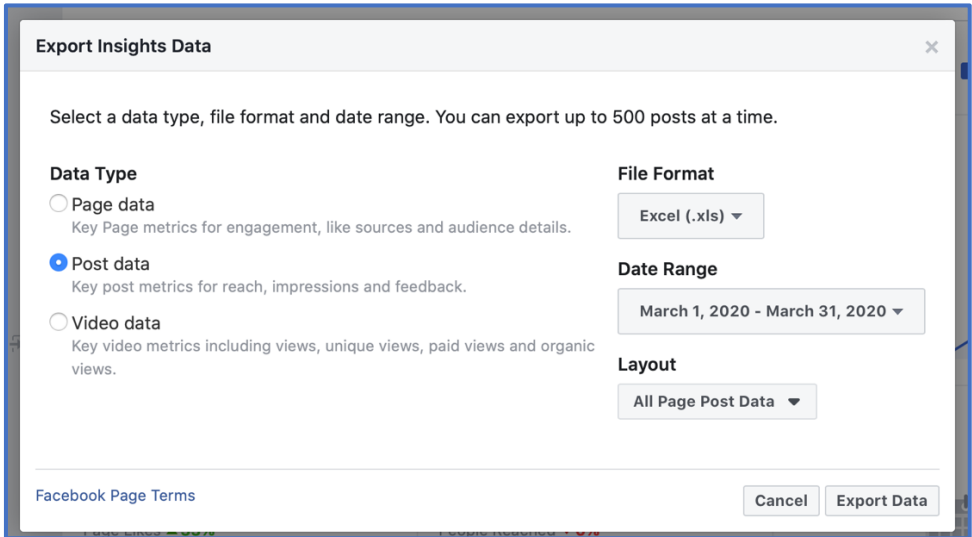 Export Insights Data
×
Select a data type, file format and date range. You can export up to 500 posts at a time.
Data Type
Page data
Key Page metrics for engagement, like sources and audience details.
Post data
Key post metrics for reach, impressions and feedback.
Video data
Key video metrics including views, unique views, paid views and organic
views.
File Format
Excel (.xls)
Date Range
March 1, 2020 - March 31, 2020
Layout
All Page Post Data
Facebook Page Terms
Cancel
Export Data